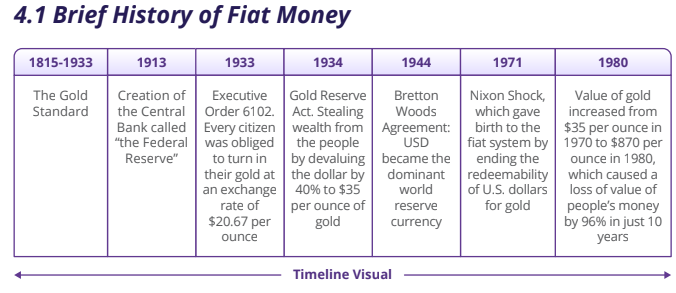 4.1 Brief History of Fiat Money
1815-1933
The Gold
Standard
1913
Creation of
the Central
Bank called
“the Federal
Reserve”
1933
Executive
Order 6102.
Every citizen
was obliged
to turn in
their gold at
an exchange
rate of
$20.67 per
ounce
1934
Gold Reserve
Act. Stealing
wealth from
the people
by devaluing
the dollar by
40% to $35
per ounce of
gold
1944
Bretton
Woods
Agreement:
USD
became the
dominant
world
reserve
currency
1971
Nixon Shock,
which gave
birth to the
fiat system by
ending the
redeemability
of U.S. dollars
for gold
1980
Value of gold
increased from
$35 per ounce in
1970 to $870 per
ounce in 1980,
which caused a
loss of value of
people’s money
by 96% in just 10
years
Timeline Visual